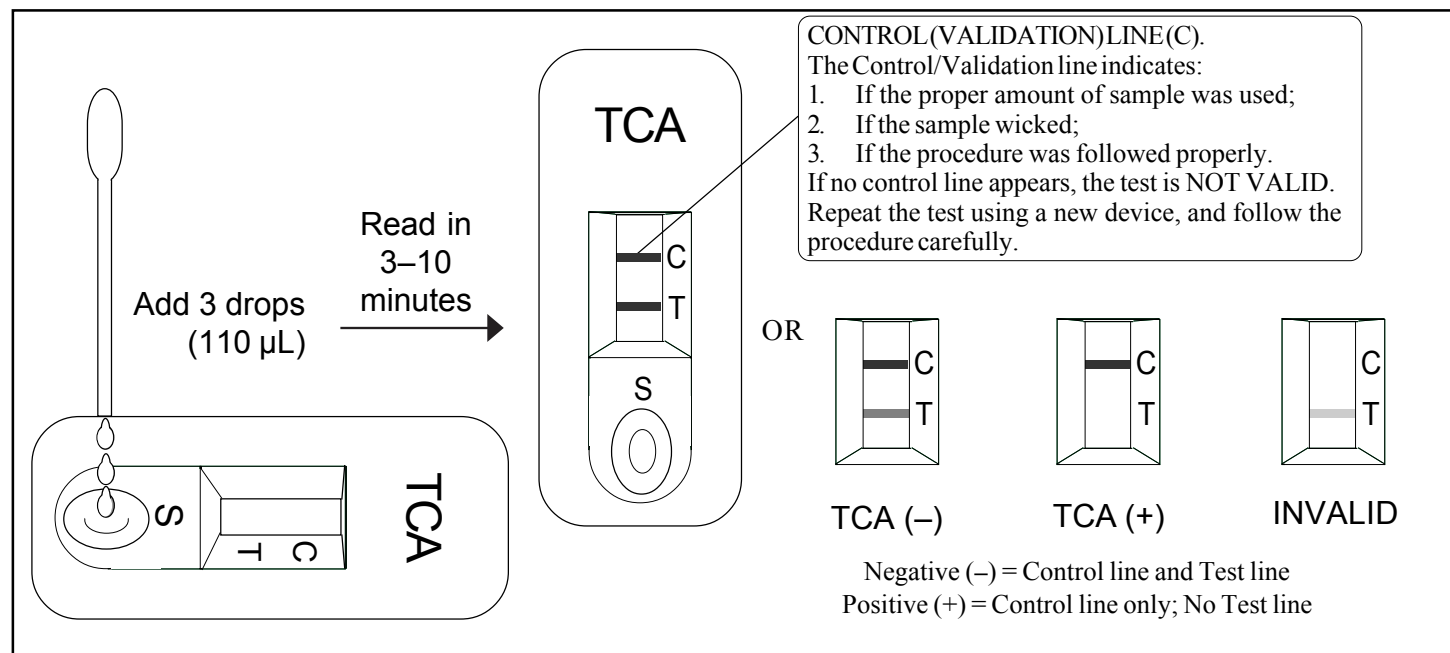 Add 3 drops
(110 µL)
S
T
C
TCA
Read in
3–10
minutes
TCA
C
T
S
CONTROL (VALIDATION) LINE (C).
The Control/Validation line indicates:
1. If the proper amount of sample was used;
2. If the sample wicked;
3. If the procedure was followed properly.
If no control line appears, the test is NOT VALID.
Repeat the test using a new device, and follow the
procedure carefully.
OR
C
T
TCA (–)
C
T
TCA (+)
C
T
INVALID
Negative (–) = Control line and Test line
Positive (+) = Control line only; No Test line